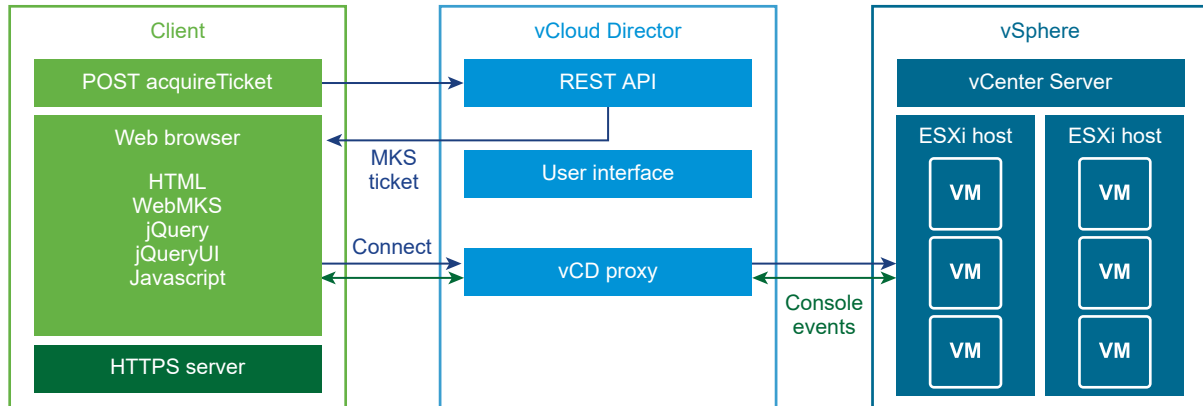 Client
POST acquireTicket
Web browser
HTML
WebMKS
jQuery
jQueryUI
Javascript
HTTPS server
MKS
ticket
Connect
vCloud Director
REST API
User interface
vCD proxy
Console
events
vSphere
vCenter Server
ESXi host
VM
VM
VM
ESXi host
VM
VM
VM